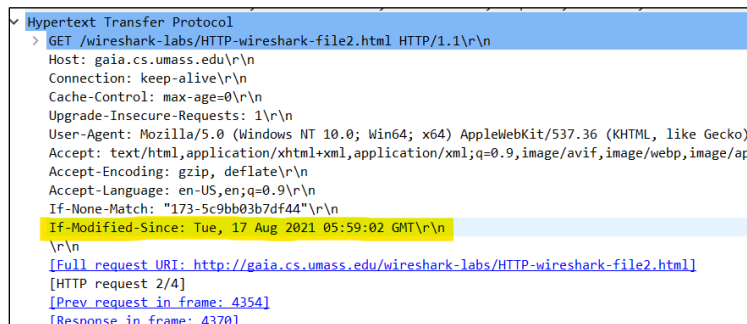 Hypertext Transfer Protocol
GET /wireshark-labs/HTTP-wireshark-file2.html HTTP/1.1\r\n
Host: gaia.cs.umass.edu\r\n
Connection: keep-alive\r\n
Cache-Control: max-age=0\r\n
Upgrade-Insecure-Requests: 1\r\n
User-Agent: Mozilla/5.0 (Windows NT 10.0; Win64; x64) AppleWebKit/537.36 (KHTML, like Gecko)
Accept: text/html,application/xhtml+xml,application/xml;q=0.9,image/avif,image/webp,image/ap
Accept-Encoding: gzip, deflate\r\n
Accept-Language: en-US,en;q=0.9\r\n
If-None-Match: "173-5c9bb03b7df44"\r\n
If-Modified-Since: Tue, 17 Aug 2021 05:59:02 GMT\r\n
\r\n
[Full request URI: http://gaia.cs.umass.edu/wireshark-labs/HTTP-wireshark-file2.html]
[HTTP request 2/4]
[Prev request in frame: 4354]
[Response in frame: 4370]